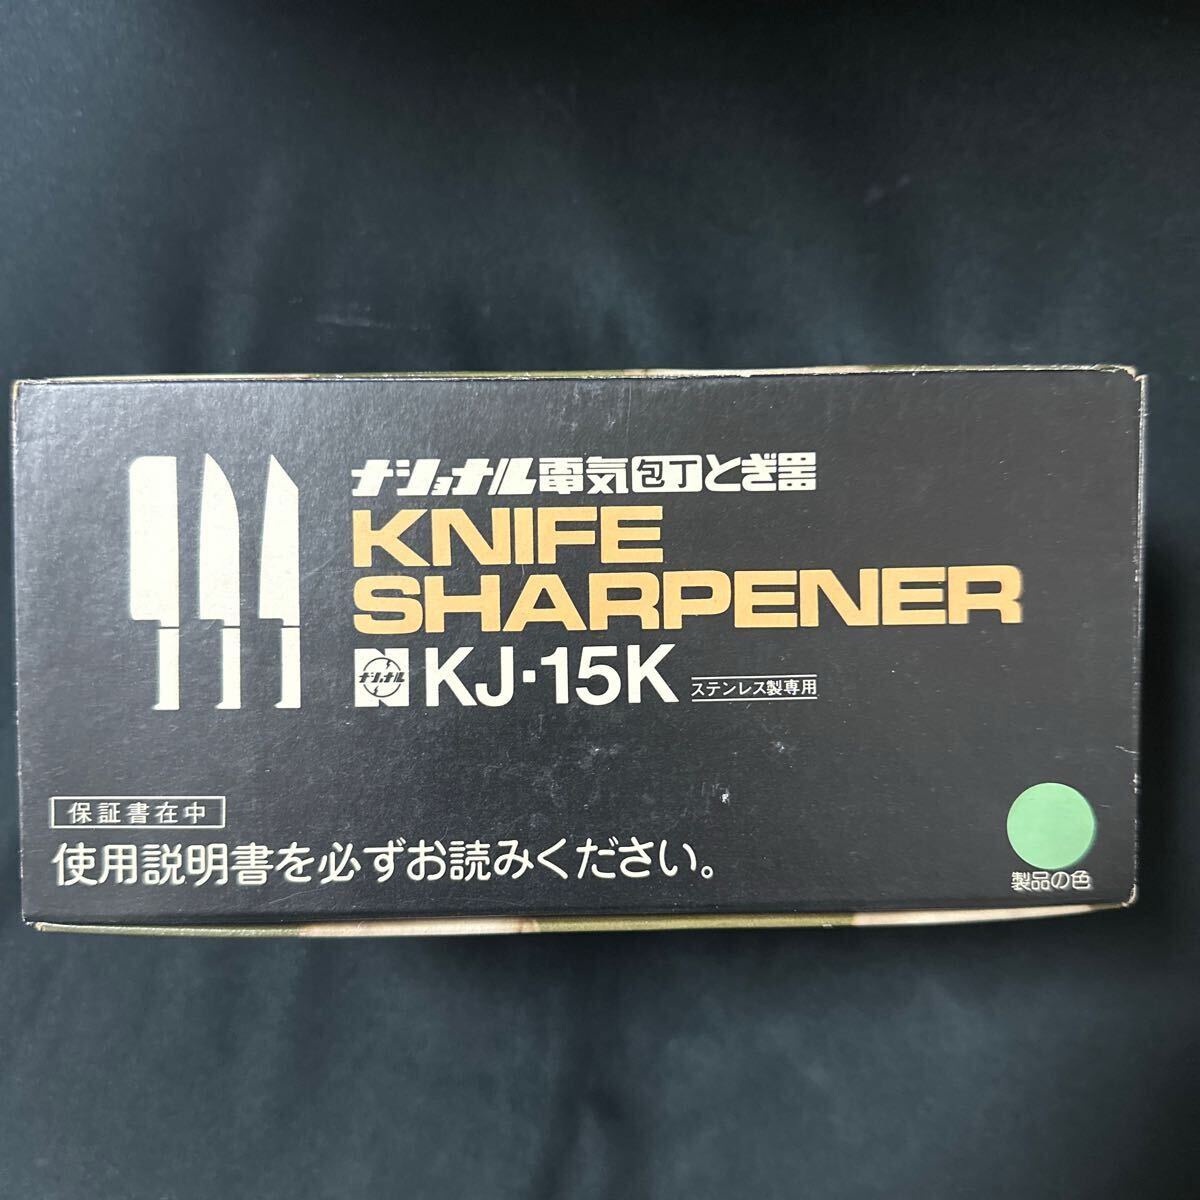 ナショナル電気包丁とぎ器
KNIFE
SHARPENER
N ナショナル KJ・15K ステンレス製専用
保証書在中
使用説明書を必ずお読みください。
製品の色